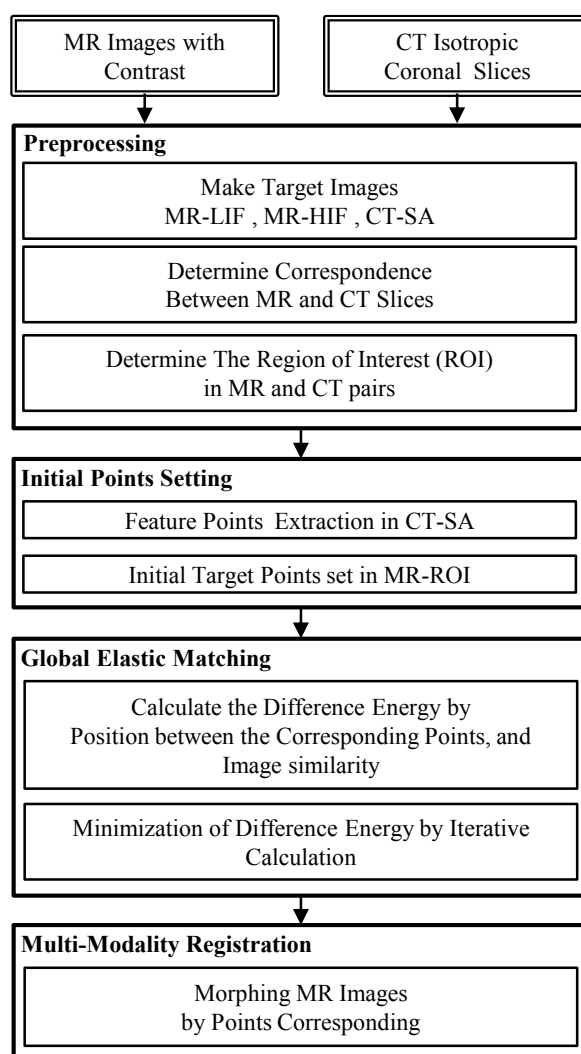 MR Images with
Contrast
CT Isotropic
Coronal Slices
Preprocessing
Make Target Images
MR-LIF , MR-HIF , CT-SA
Determine Correspondence
Between MR and CT Slices
Determine The Region of Interest (ROI)
in MR and CT pairs
Initial Points Setting
Feature Points Extraction in CT-SA
Initial Target Points set in MR-ROI
Global Elastic Matching
Calculate the Difference Energy by
Position between the Corresponding Points, and
Image similarity
Minimization of Difference Energy by Iterative
Calculation
Multi-Modality Registration
Morphing MR Images
by Points Corresponding